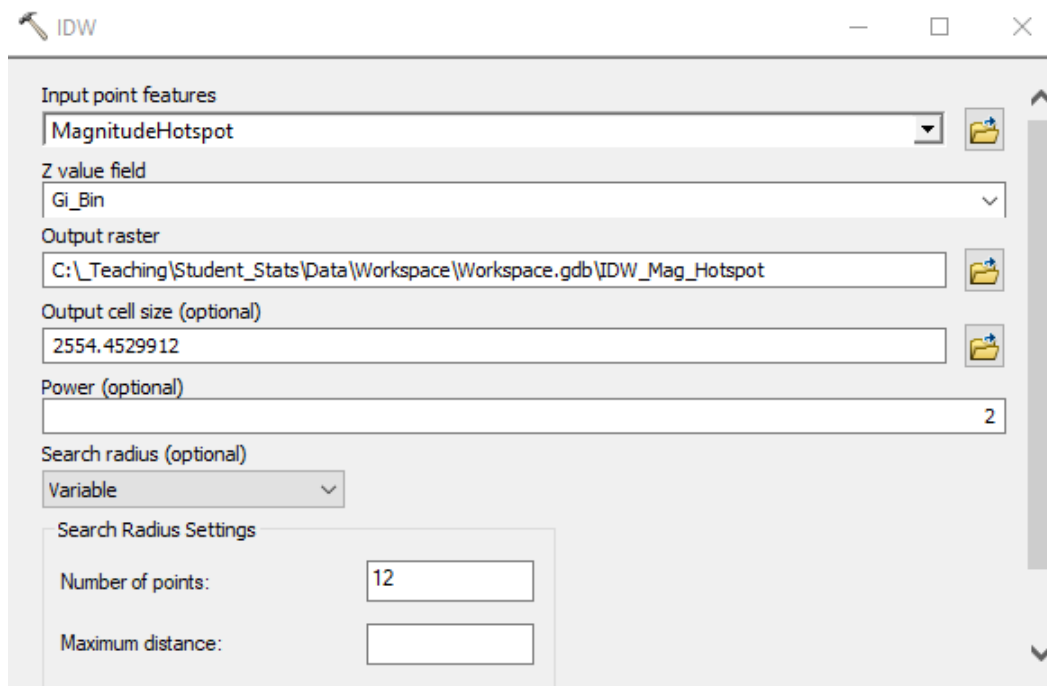 IDW
Input point features
MagnitudeHotspot
Z value field
Gi_Bin
Output raster
C:\_Teaching\Student_Stats\Data\Workspace\Workspace.gdb\IDW_Mag_Hotspot
Output cell size (optional)
2554.4529912
Power (optional)
2
Search radius (optional)
Variable
Search Radius Settings
Number of points:
12
Maximum distance: